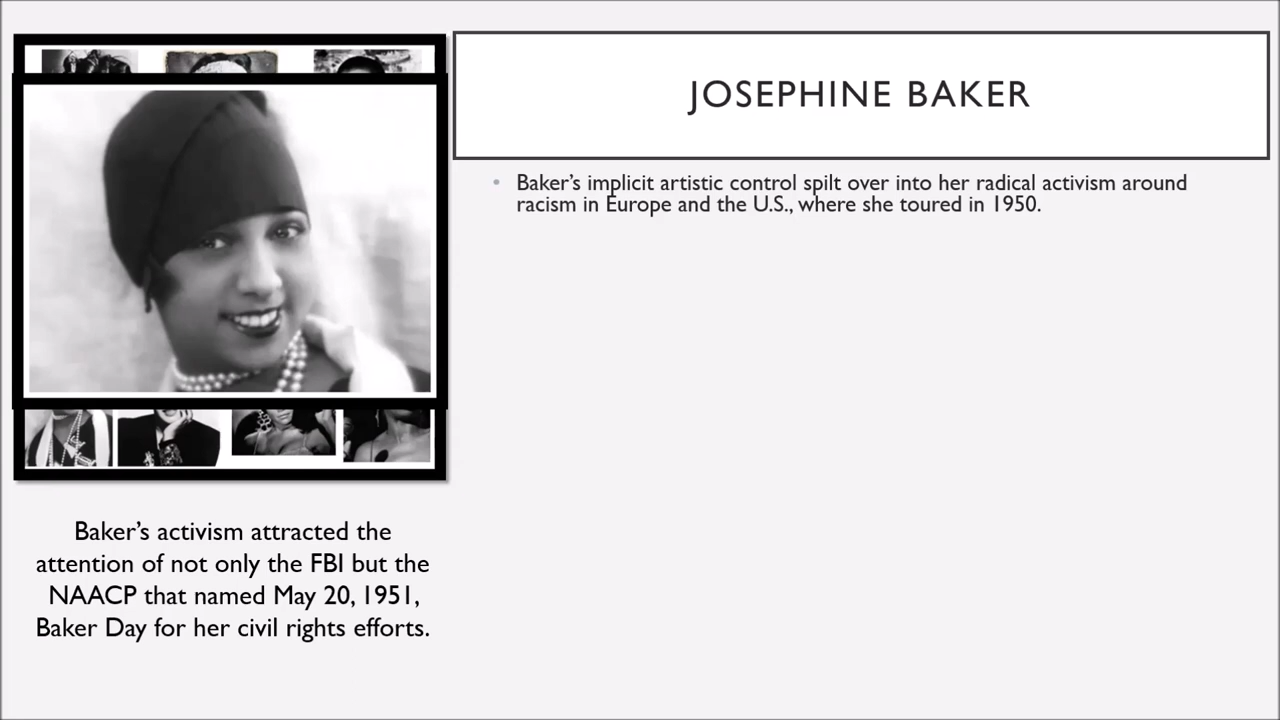 JOSEPHINE BAKER
• Baker’s implicit artistic control spilt over into her radical activism around
racism in Europe and the U.S., where she toured in 1950.
Baker’s activism attracted the
attention of not only the FBI but the
NAACP that named May 20, 1951,
Baker Day for her civil rights efforts.